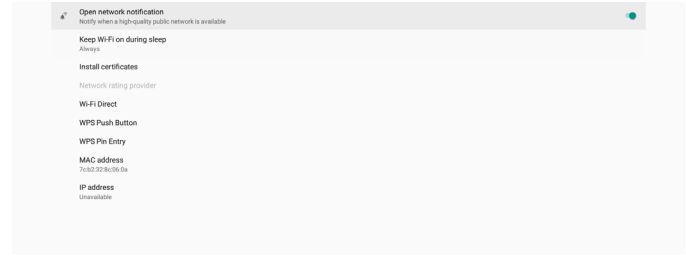 Open network notification
Notify when a high-quality public network is available
Keep Wi-Fi on during sleep
Always
Install certificates
Network rating provider
Wi-Fi Direct
WPS Push Button
WPS Pin Entry
MAC address
7c:b2:32:8c:06:0a
IP address
Unavailable